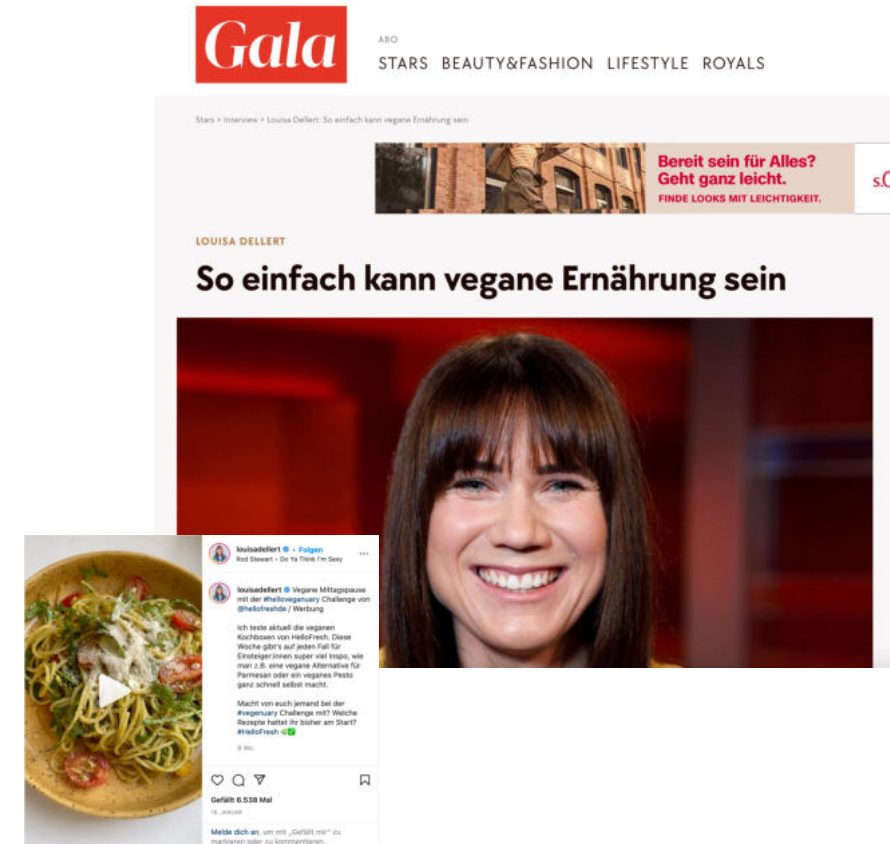 Gala
ABO
STARS BEAUTY&FASHION LIFESTYLE ROYALS
Stars > Interview > Louisa Dellert: So einfach kann vegane Ernährung sein
Bereit sein für Alles?
Geht ganz leicht.
FINDE LOOKS MIT LEICHTIGKEIT.
LOUISA DELLERT
So einfach kann vegane Ernährung sein
louisadellert • Folgen
Rod Stewart • Da Ya Think I'm Sexy
louisadellert Vegane Mittagspause
mit der #helloveganuary Challenge von
@hellofreshde / Werbung
Ich teste aktuell die veganen
Kochboxen von HelloFresh. Diese
Woche gibt's auf jeden Fall für
Einsteiger:innen super viel Inspo, wie
man z.B. eine vegane Alternative für
Parmesan oder ein veganes Pesto
ganz schnell selbst macht.
Macht von euch jemand bei der
#vegenuary Challenge mit? Welche
Rezepte hattet ihr bisher am Start?
#HelloFresh
Gefällt 6.538 Mal
18. JANUAR
Melde dich an, um mit „Gefällt mir“ zu
markieren oder zu kommentieren.